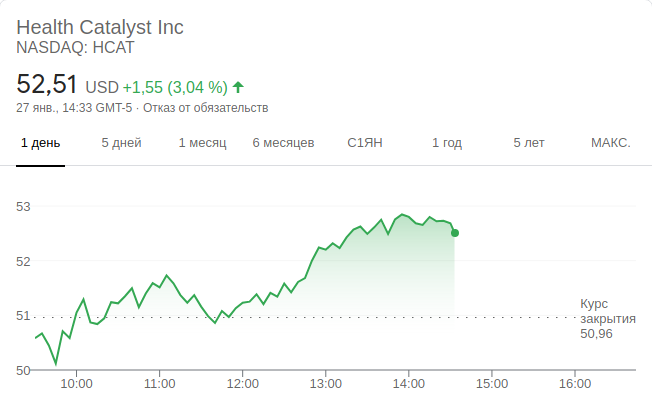 Health Catalyst Inc
NASDAQ: HCAT
52,51 USD +1,55 (3,04 %)
27 янв., 14:33 GMT-5 · Отказ от обязательств
1 день 5 дней 1 месяц 6 месяцев С1ЯН 1 год 5 лет МАКС.
53
52
51
Курс
закрытия
50,96
50
10:00 11:00 12:00 13:00 14:00 15:00 16:00